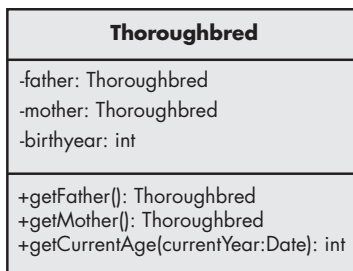 Thoroughbred
-father: Thoroughbred
-mother: Thoroughbred
-birthyear: int
+getFather(): Thoroughbred
+getMother(): Thoroughbred
+getCurrentAge(currentYear:Date): int